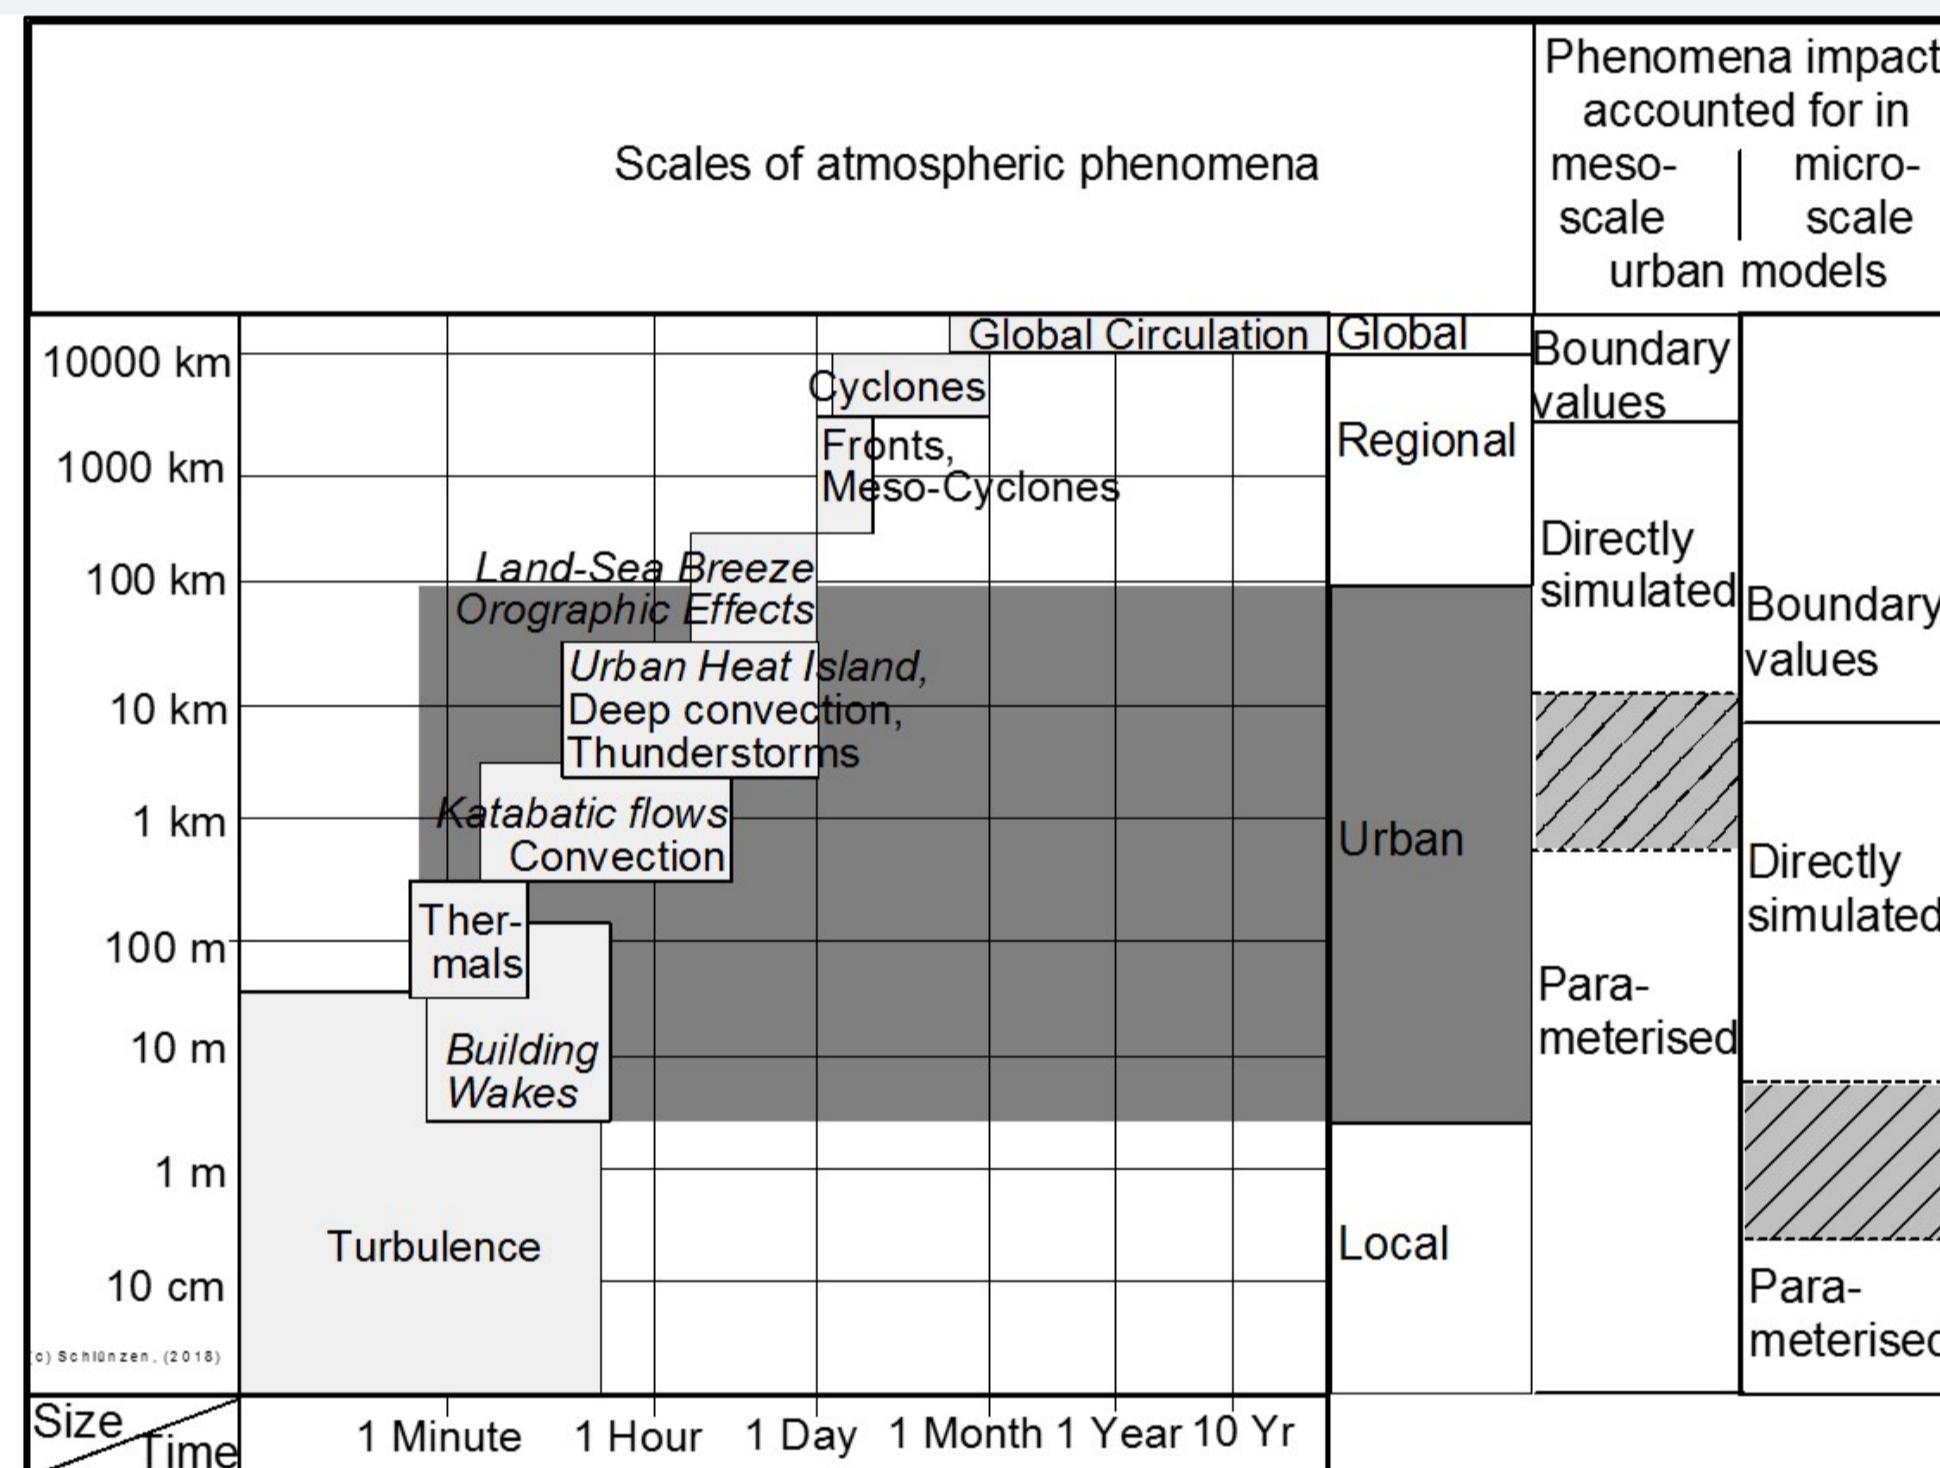 Scales of atmospheric phenomena
Phenomena impact
accounted for in
meso-
scale
micro-
scale
urban models
10000 km
1000 km
100 km
10 km
1 km
100 m
10 m
1 m
10 cm
(c) Schlünzen, (2018)
Size
Time
1 Minute
1 Hour
1 Day
1 Month
1 Year
10 Yr
Global Circulation
Cyclones
Fronts,
Meso-Cyclones
Land-Sea Breeze
Orographic Effects
Urban Heat Island,
Deep convection,
Thunderstorms
Katabatic flows
Convection
Ther-
mals
Building
Wakes
Turbulence
Global
Regional
Urban
Local
Boundary
values
Directly
simulated
Para-
meterised
Boundary
values
Directly
simulated
Para-
meterised